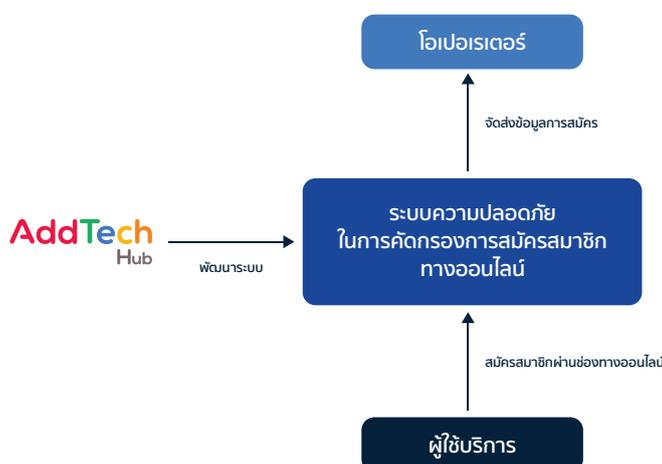 โอเปอเรเตอร์
จัดส่งข้อมูลการสมัคร
ระบบความปลอดภัย
ในการคัดกรองการสมัครสมาชิก
ทางออนไลน์
AddTech
Hub
พัฒนาระบบ
สมัครสมาชิกผ่านช่องทางออนไลน์
ผู้ใช้บริการ